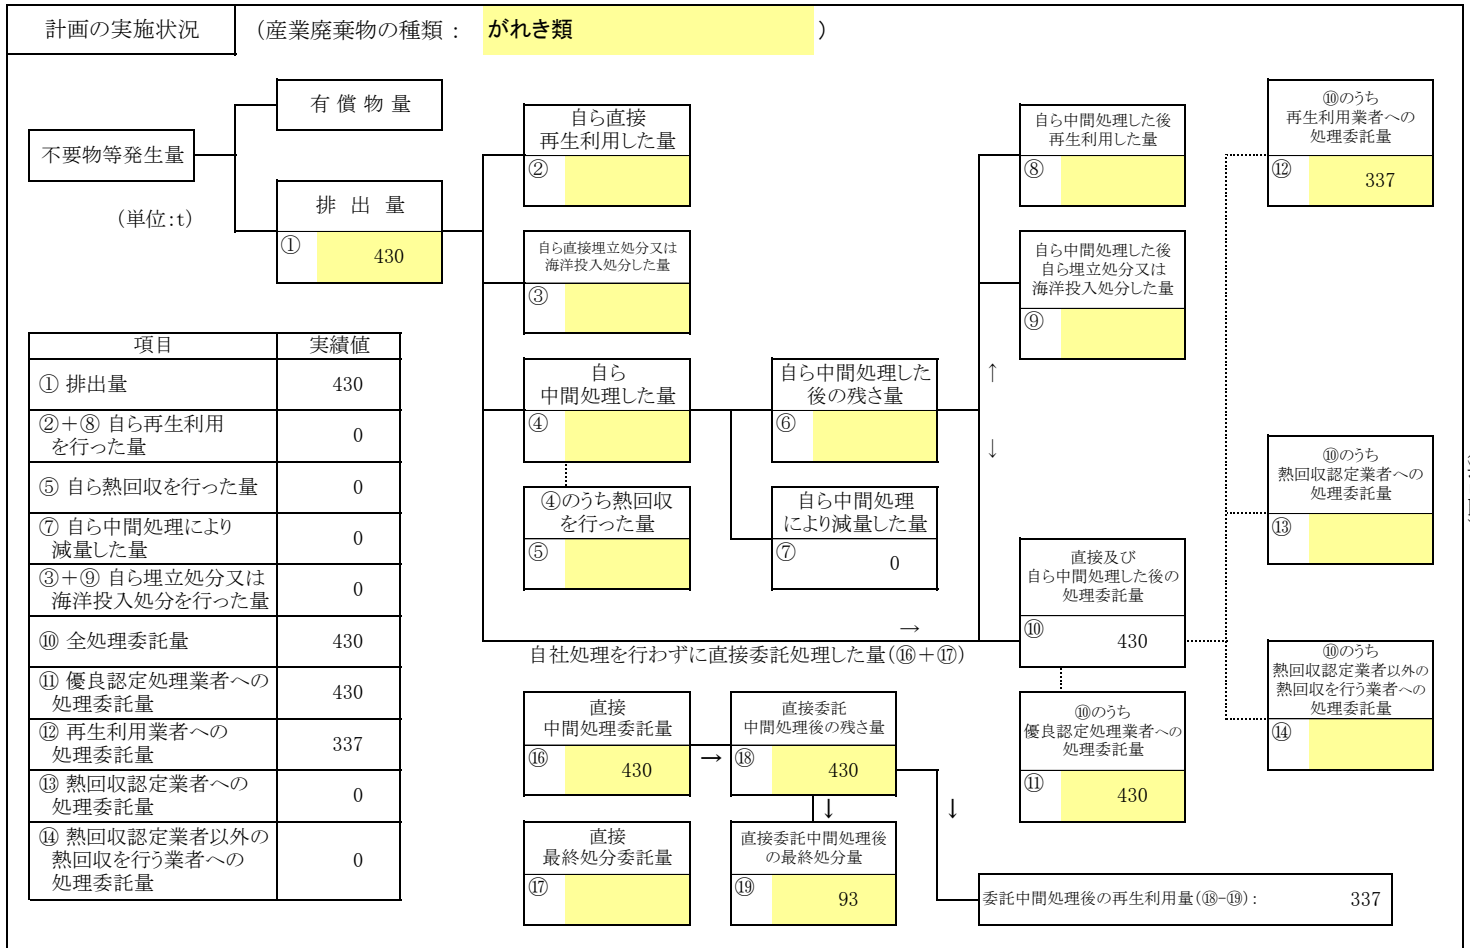 計画の実施状況
（産業廃棄物の種類： がれき類 ）
不要物等発生量
（単位:t）
有 償 物 量
排 出 量
① 430
自ら直接
再生利用した量
②
自ら直接埋立処分又は
海洋投入処分した量
③
自ら
中間処理した量
④
④のうち熱回収
を行った量
⑤
自ら中間処理した
後の残さ量
⑥
自ら中間処理
により減量した量
⑦ 0
自ら中間処理した後
再生利用した量
⑧
自ら中間処理した後
自ら埋立処分又は
海洋投入処分した量
⑨
↑
↓
直接及び
自ら中間処理した後の
処理委託量
⑩ 430
⑩のうち
優良認定処理業者への
処理委託量
⑪ 430
⑩のうち
再生利用業者への
処理委託量
⑫ 337
⑩のうち
熱回収認定業者への
処理委託量
⑬
⑩のうち
熱回収認定業者以外の
熱回収を行う業者への
処理委託量
⑭
→
自社処理を行わずに直接委託処理した量(⑯＋⑰)
直接
中間処理委託量
⑯ 430
→
直接委託
中間処理後の残さ量
⑱ 430
↓
↓
直接
最終処分委託量
⑰
直接委託中間処理後
の最終処分量
⑲ 93
委託中間処理後の再生利用量(⑱-⑲)： 337
項目 実績値
① 排出量 430
②＋⑧ 自ら再生利用
を行った量 0
⑤ 自ら熱回収を行った量 0
⑦ 自ら中間処理により
減量した量 0
③＋⑨ 自ら埋立処分又は
海洋投入処分を行った量 0
⑩ 全処理委託量 430
⑪ 優良認定処理業者への
処理委託量 430
⑫ 再生利用業者への
処理委託量 337
⑬ 熱回収認定業者への
処理委託量 0
⑭ 熱回収認定業者以外の
熱回収を行う業者への
処理委託量 0